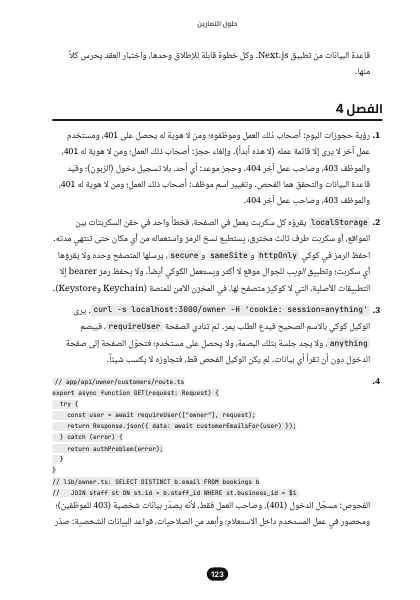 حلول التمارين
قاعدة البيانات من تطبيق Next.js. وكل خطوة قابلة للإطلاق وحدها، واختبار العقد يحرس كلاً
منها.
الفصل 4
1. رؤية حجوزات اليوم: أصحاب ذلك العمل وموظفوه؛ ومن لا هوية له يحصل على 401، ومستخدم
عمل آخر لا يرى إلا قائمة عمله (لا هذه أبداً). وإلغاء حجز: أصحاب ذلك العمل؛ ومن لا هوية له 401،
والموظف 403، وصاحب عمل آخر 404. وحجز موعد: أي أحد، بلا تسجيل دخول (الزبون)؛ وقيد
قاعدة البيانات والتحقق هما الفحص. وتغيير اسم موظف: أصحاب ذلك العمل؛ ومن لا هوية له 401،
والموظف 403، وصاحب عمل آخر 404.
2. localStorage يقرؤه كل سكربت يعمل في الصفحة، فخطأ واحد في حقن السكربتات بين
المواقع، أو سكربت طرف ثالث مخترق، يستطيع نسخ الرمز واستعماله من أي مكان حتى تنتهي مدته.
احفظ الرمز في كوكي httpOnly و sameSite و secure ، يرسلها المتصفح وحده ولا يقرؤها
أي سكربت؛ وتطبيق الويب للجوال موقع لا أكثر ويستعمل الكوكي أيضاً. ولا يحفظ رمز bearer إلا
التطبيقات الأصلية، التي لا كوكيز متصفح لها، في المخزن الآمن للمنصة (Keychain وKeystore).
3. curl -s localhost:3000/owner -H 'cookie: session=anything' . يرى
الوكيل كوكي بالاسم الصحيح فيدع الطلب يمر. ثم تنادي الصفحة requireUser ، فيبصم
anything ، ولا يجد جلسة بتلك البصمة، ولا يحصل على مستخدم؛ فتحوّل الصفحة إلى صفحة
الدخول دون أن تقرأ أي بيانات. لم يكن الوكيل الفحص قط، فتجاوزه لا يكسب شيئاً.
4.
// app/api/owner/customers/route.ts
export async function GET(request: Request) {
  try {
    const user = await requireUser(["owner"], request);
    return Response.json({ data: await customerEmailsFor(user) });
  } catch (error) {
    return authProblem(error);
  }
}
// lib/owner.ts: SELECT DISTINCT b.email FROM bookings b
//   JOIN staff st ON st.id = b.staff_id WHERE st.business_id = $1
الفحوص: مسجّل الدخول (401)، وصاحب العمل فقط، لأنه يصدّر بيانات شخصية (403 للموظفين)؛
ومحصور في عمل المستخدم داخل الاستعلام؛ وأبعد من الصلاحيات، قواعد البيانات الشخصية: صدّر
123